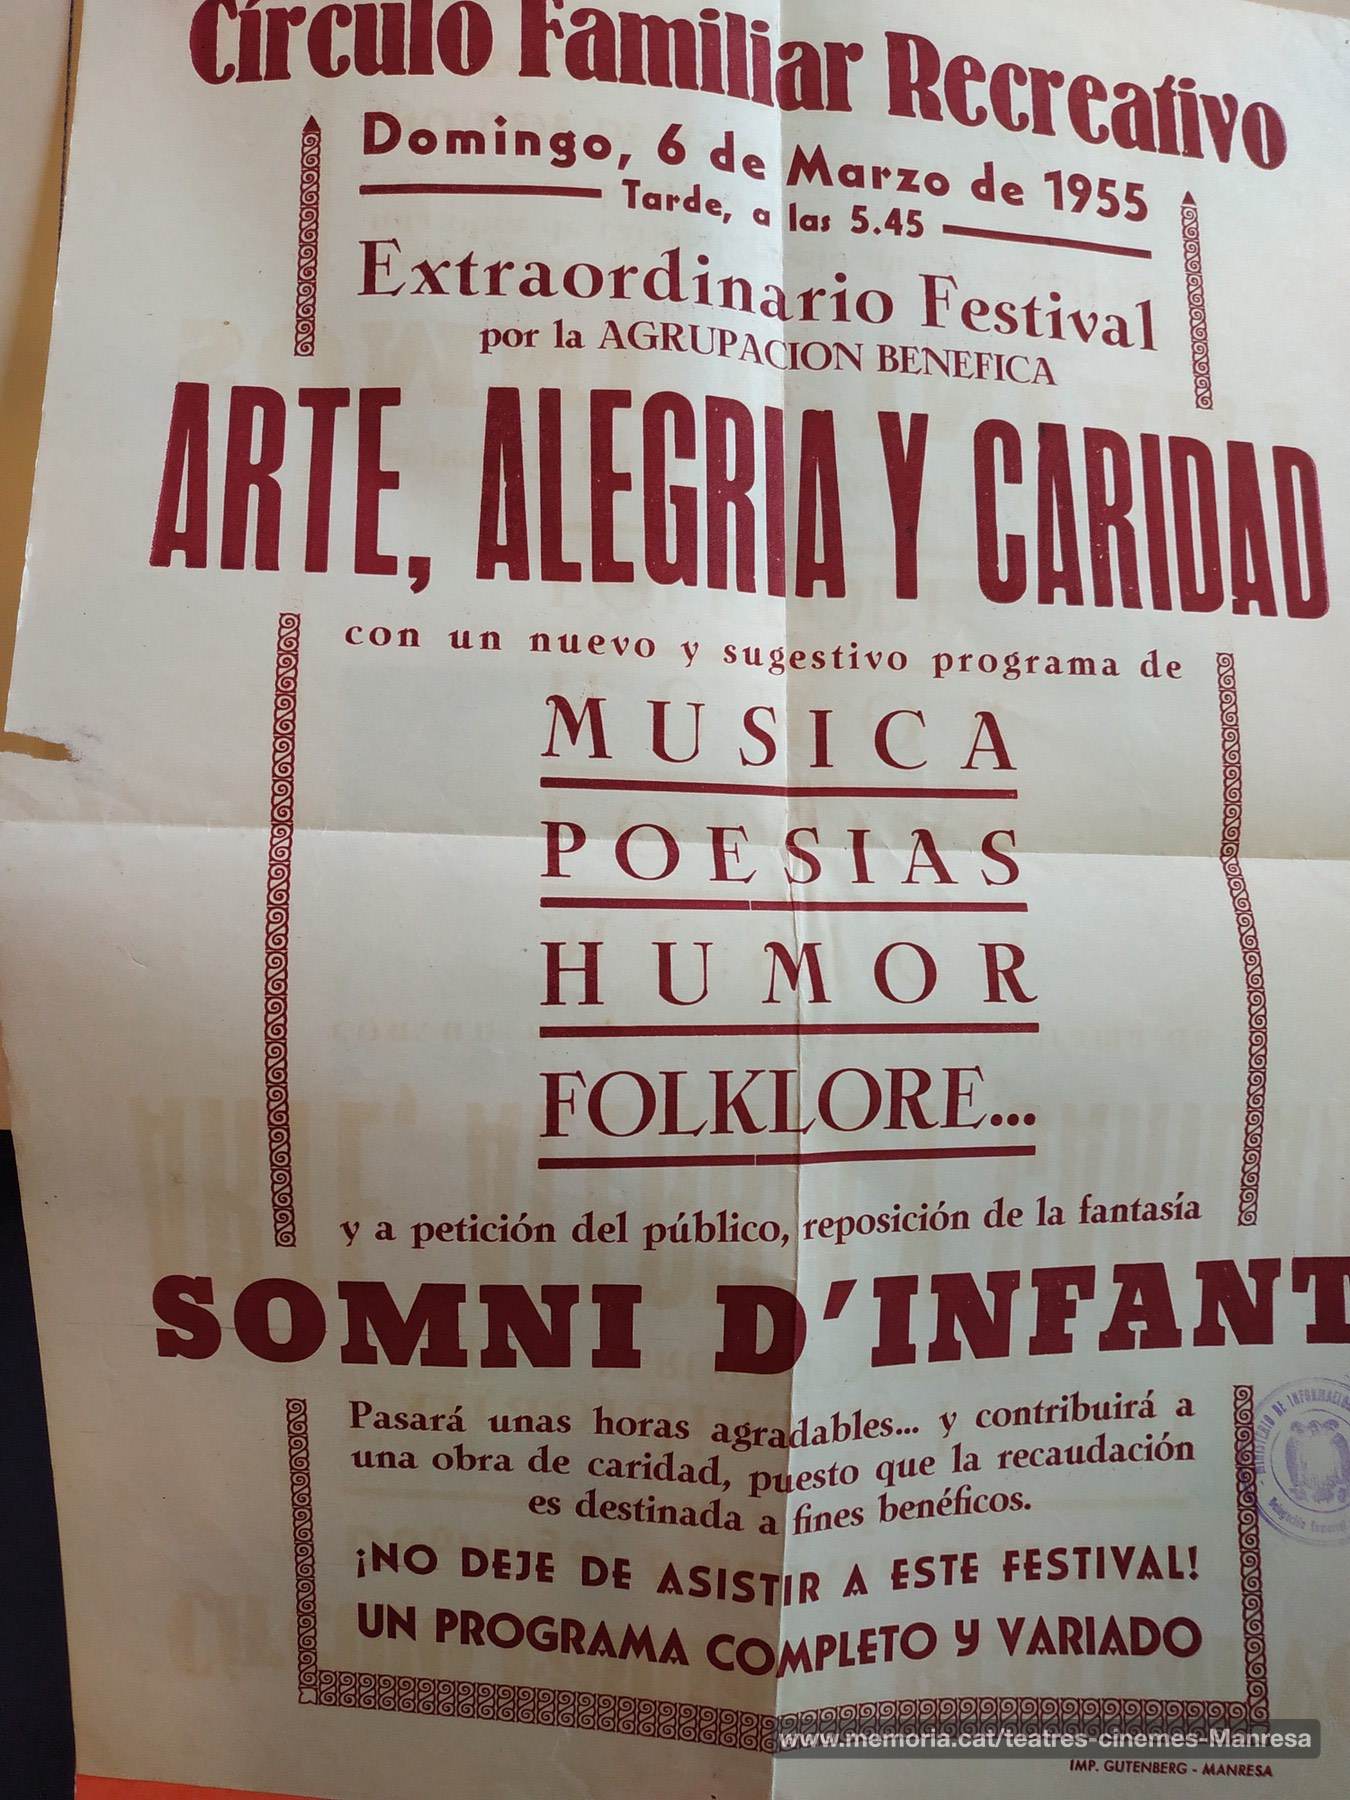 Círculo Familiar Recreativo
Domingo, 6 de Marzo de 1955
Tarde, a las 5.45
Extraordinario Festival
por la AGRUPACION BENEFICA
ARTE, ALEGRIA Y CARIDAD
con un nuevo y sugestivo programa de
MUSICA
POESIAS
HUMOR
FOLKLORE...
y a petición del público, reposición de la fantasía
SOMNI D'INFANT
Pasará unas horas agradables... y contribuirá a
una obra de caridad, puesto que la recaudación
es destinada a fines benéficos.
MINISTERIO DE INFORMACION
Delegación
¡NO DEJE DE ASISTIR A ESTE FESTIVAL!
UN PROGRAMA COMPLETO Y VARIADO
www.memoria.cat/teatres-cinemes-Manresa
IMP. GUTENBERG - MANRESA